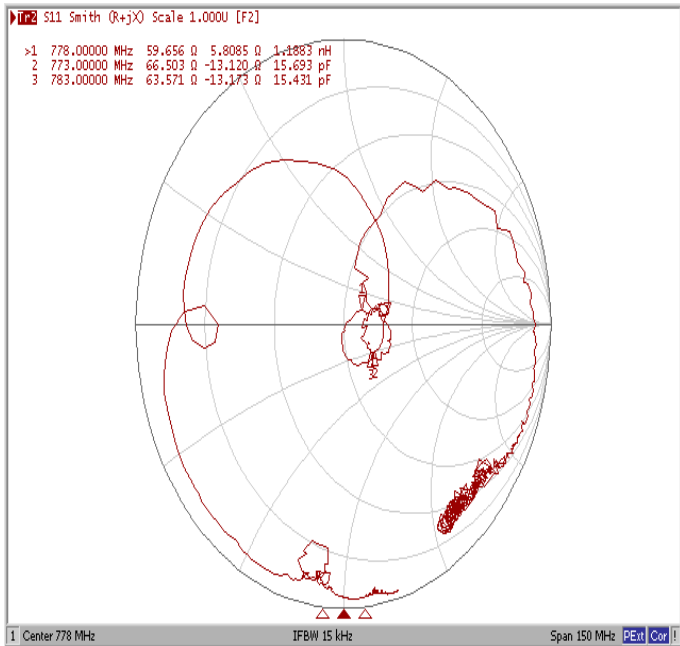 Tr2 S11 Smith (R+jX) Scale 1.000U [F2]
>1 778.00000 MHz 59.656 Ω 5.8085 Ω 1.1883 nH
2 773.00000 MHz 66.503 Ω -13.120 Ω 15.693 pF
3 783.00000 MHz 63.571 Ω -13.173 Ω 15.431 pF
1
32
1 Center 778 MHz IFBW 15 kHz Span 150 MHz PExt Cor !